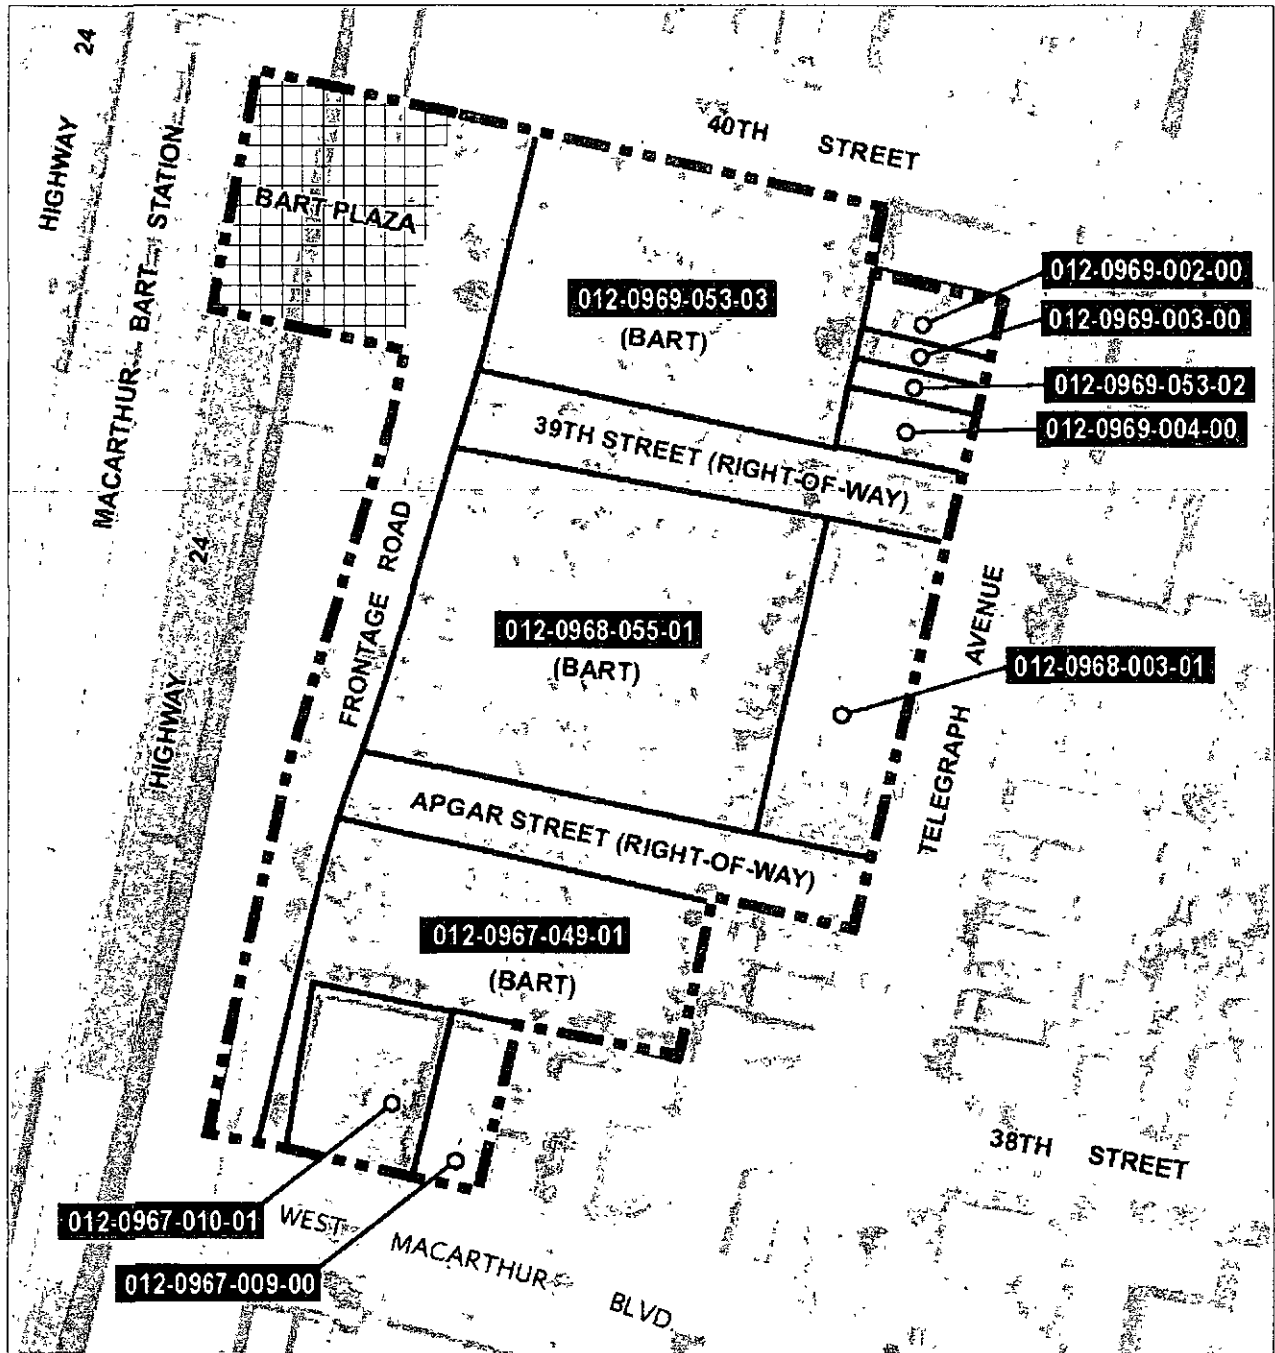 24
HIGHWAY
MACARTHUR BART STATION
BART PLAZA
40TH STREET
012-0969-053-03
(BART)
012-0969-002-00
012-0969-003-00
012-0969-053-02
012-0969-004-00
39TH STREET (RIGHT-OF-WAY)
24
HIGHWAY
FRONTAGE ROAD
012-0968-055-01
(BART)
TELEGRAPH AVENUE
012-0968-003-01
APGAR STREET (RIGHT-OF-WAY)
012-0967-049-01
(BART)
38TH STREET
012-0967-010-01
012-0967-009-00
WEST MACARTHUR BLVD